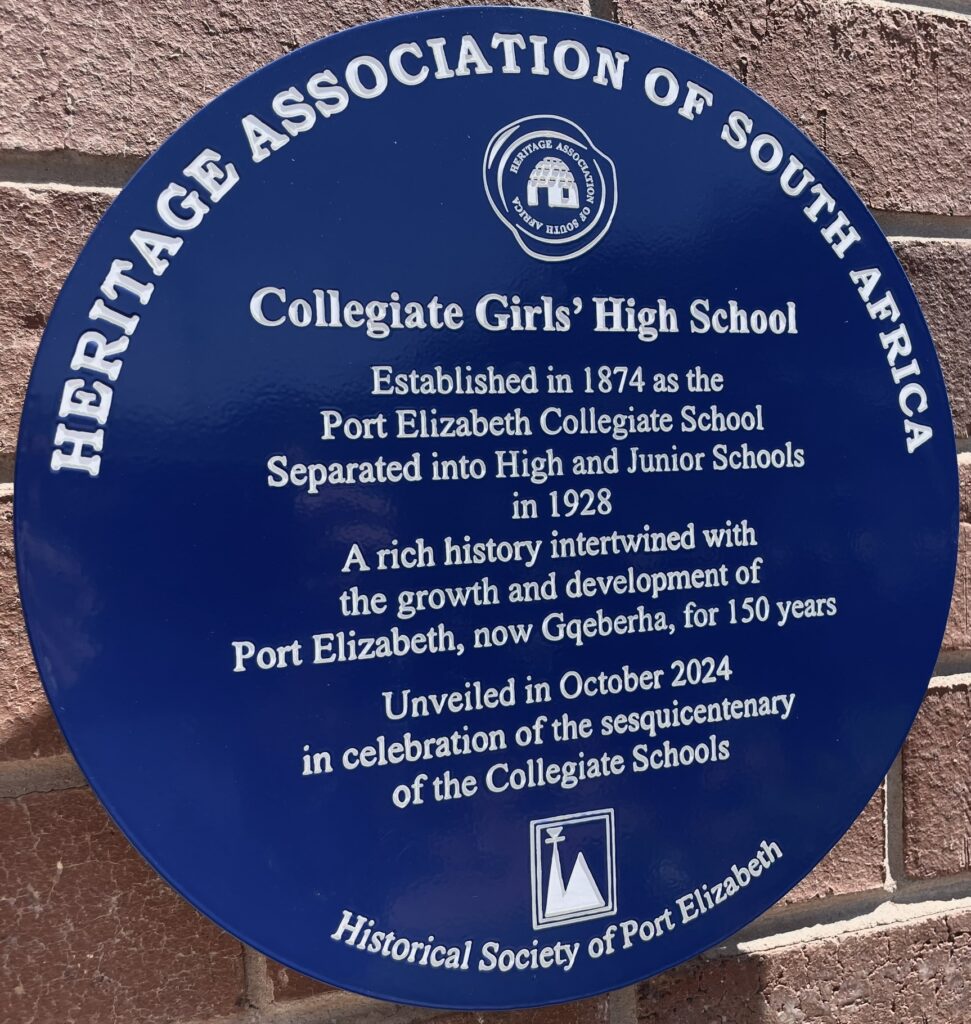 HERITAGE ASSOCIATION OF SOUTH AFRICA
HERITAGE ASSOCIATION OF SOUTH AFRICA
Collegiate Girls' High School
Established in 1874 as the
Port Elizabeth Collegiate School
Separated into High and Junior Schools
in 1928
A rich history intertwined with
the growth and development of
Port Elizabeth, now Gqeberha, for 150 years
Unveiled in October 2024
in celebration of the sesquicentenary
of the Collegiate Schools
Historical Society of Port Elizabeth